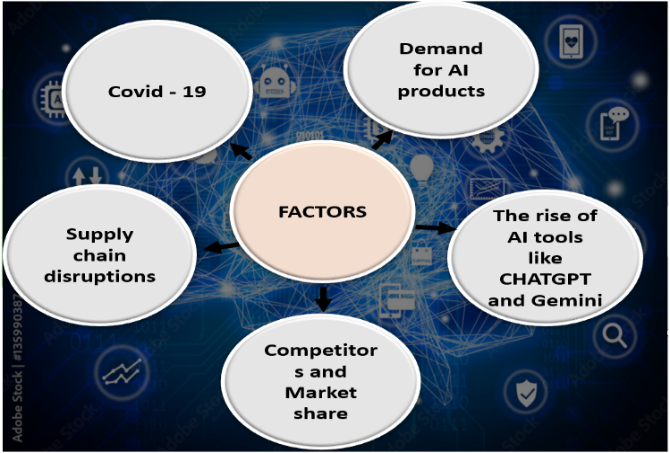 Covid - 19
Demand
for AI
products
FACTORS
Supply
chain
disruptions
The rise of
AI tools
like
CHATGPT
and Gemini
Competitor
s and
Market
share
Adobe Stock | #135990387